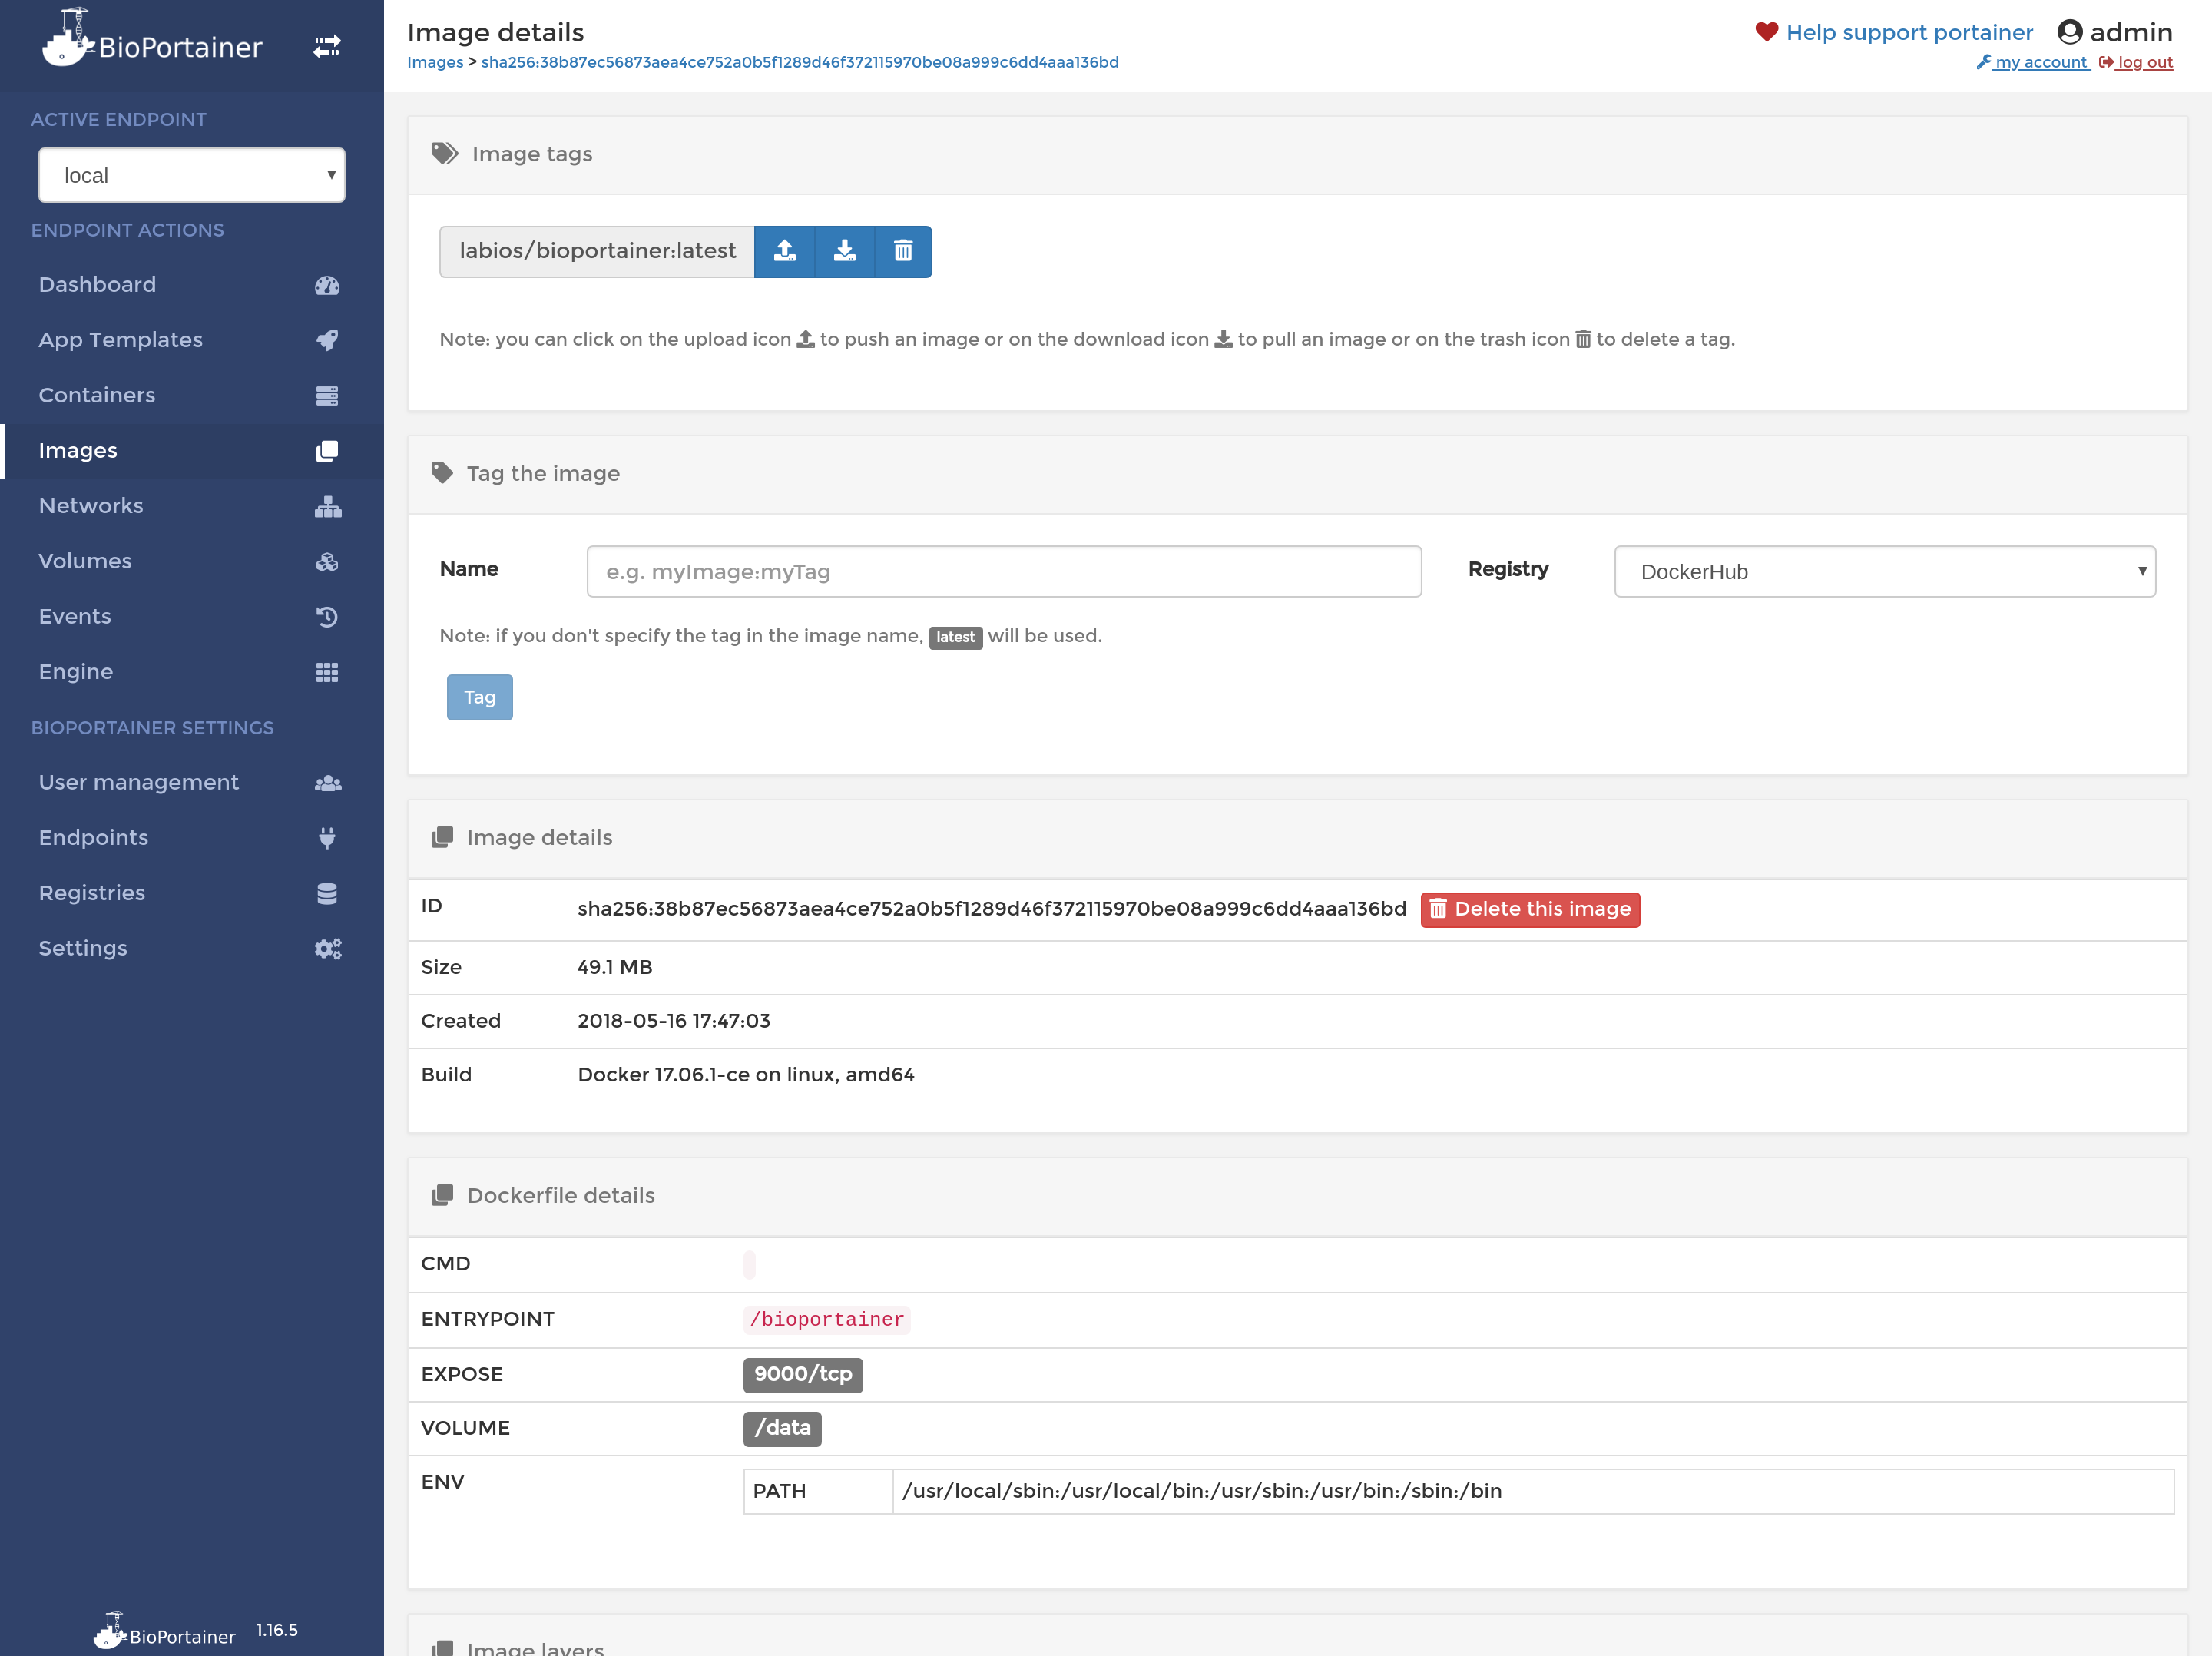 BioPortainer
ACTIVE ENDPOINT
local
ENDPOINT ACTIONS
Dashboard
App Templates
Containers
Images
Networks
Volumes
Events
Engine
BIOPORTAINER SETTINGS
User management
Endpoints
Registries
Settings
BioPortainer 1.16.5
Image details
Images > sha256:38b87ec56873aea4ce752a0b5f1289d46f372115970be08a999c6dd4aaa136bd
Help support portainer admin
my account log out
Image tags
labios/bioportainer:latest
Note: you can click on the upload icon to push an image or on the download icon to pull an image or on the trash icon to delete a tag.
Tag the image
Name e.g. myImage:myTag Registry DockerHub
Note: if you don't specify the tag in the image name, latest will be used.
Tag
Image details
ID sha256:38b87ec56873aea4ce752a0b5f1289d46f372115970be08a999c6dd4aaa136bd Delete this image
Size 49.1 MB
Created 2018-05-16 17:47:03
Build Docker 17.06.1-ce on linux, amd64
Dockerfile details
CMD
ENTRYPOINT /bioportainer
EXPOSE 9000/tcp
VOLUME /data
ENV PATH /usr/local/sbin:/usr/local/bin:/usr/sbin:/usr/bin:/sbin:/bin
Image layers